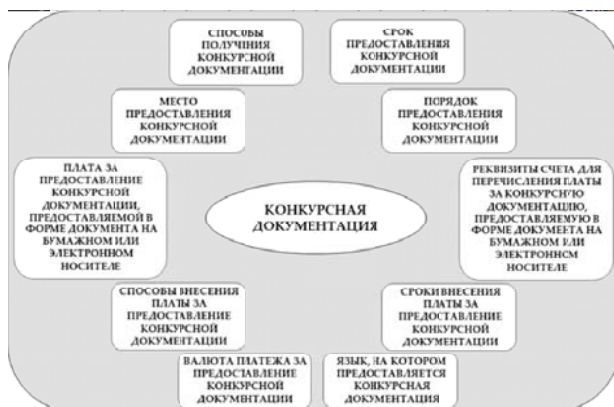 СПОСОБЫ
ПОЛУЧЕНИЯ
КОНКУРСНОЙ
ДОКУМЕНТАЦИИ
СРОК
ПРЕДОСТАВЛЕНИЯ
КОНКУРСНОЙ
ДОКУМЕНТАЦИИ
МЕСТО
ПРЕДОСТАВЛЕНИЯ
КОНКУРСНОЙ
ДОКУМЕНТАЦИИ
ПОРЯДОК
ПРЕДОСТАВЛЕНИЯ
КОНКУРСНОЙ
ДОКУМЕНТАЦИИ
ПЛАТА ЗА
ПРЕДОСТАВЛЕНИЕ
КОНКУРСНОЙ
ДОКУМЕНТАЦИИ,
ПРЕДОСТАВЛЯЕМОЙ В
ФОРМЕ ДОКУМЕНТА НА
БУМАЖНОМ ИЛИ
ЭЛЕКТРОННОМ
НОСИТЕЛЕ
КОНКУРСНАЯ
ДОКУМЕНТАЦИЯ
РЕКВИЗИТЫ СЧЕТА ДЛЯ
ПЕРЕЧИСЛЕНИЯ ПЛАТЫ
ЗА КОНКУРСНУЮ
ДОКУМЕНТАЦИЮ,
ПРЕДОСТАВЛЯЕМУЮ В
ФОРМЕ ДОКУМЕНТА НА
БУМАЖНОМ ИЛИ
ЭЛЕКТРОННОМ
НОСИТЕЛЕ
СПОСОБЫ ВНЕСЕНИЯ
ПЛАТЫ ЗА
ПРЕДОСТАВЛЕНИЕ
КОНКУРСНОЙ
ДОКУМЕНТАЦИИ
СРОКИ ВНЕСЕНИЯ
ПЛАТЫ ЗА
ПРЕДОСТАВЛЕНИЕ
КОНКУРСНОЙ
ДОКУМЕНТАЦИИ
ВАЛЮТА ПЛАТЕЖА ЗА
ПРЕДОСТАВЛЕНИЕ
КОНКУРСНОЙ
ДОКУМЕНТАЦИИ
ЯЗЫК, НА КОТОРОМ
ПРЕДОСТАВЛЯЕТСЯ
КОНКУРСНАЯ
ДОКУМЕНТАЦИЯ